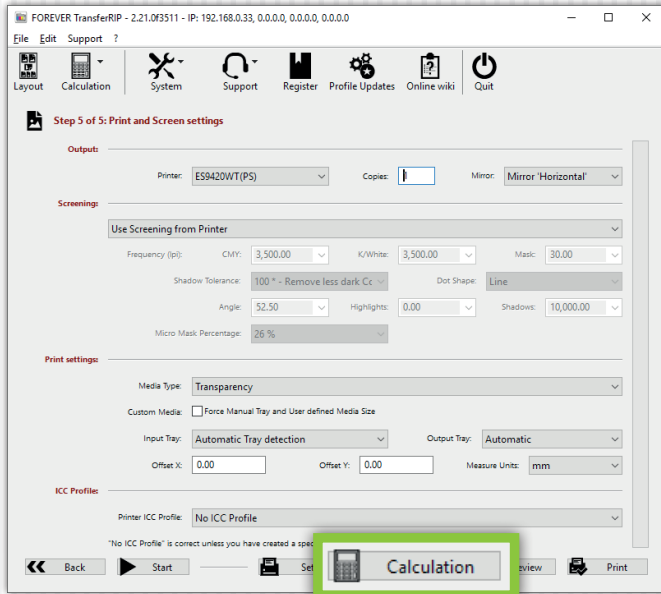 FOREVER TransferRIP - 2.21.0f3511 - IP: 192.168.0.33, 0.0.0.0, 0.0.0.0, 0.0.0.0
File Edit Support ?
Layout Calculation System Support Register Profile Updates Online wiki Quit
Step 5 of 5: Print and Screen settings
Output:
Printer: ES9420WT(PS) Copies: Mirror: Mirror 'Horizontal'
Screening:
Use Screening from Printer
Frequency (lpi): CMY: 3,500.00 K/White: 3,500.00 Mask: 30.00
Shadow Tolerance: 100 * - Remove less dark Dot Shape: Line
Angle: 52.50 Highlights: 0.00 Shadows: 10,000.00
Micro Mask Percentage: 26 %
Print settings:
Media Type: Transparency
Custom Media: Force Manual Tray and User defined Media Size
Input Tray: Automatic Tray detection Output Tray: Automatic
Offset X: 0.00 Offset Y: 0.00 Measure Units: mm
ICC Profile:
Printer ICC Profile: No ICC Profile
"No ICC Profile" is correct unless you have created a
Back Start Calculation Print